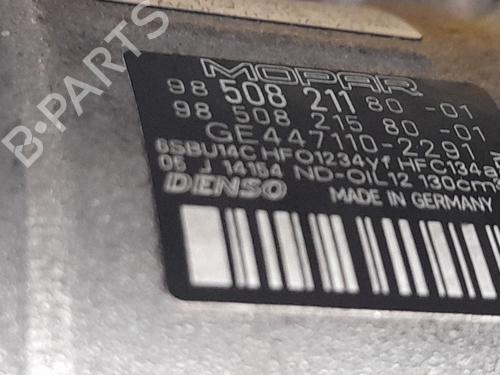 MOPAR
98 508 211 80-01
98 508 215 80-01
GE447110-2291
6SBU14C HFO1234Yf HFC134a
06 J 14154 ND-OIL12 130cm³
DENSO MADE IN GERMANY
B-PARTS